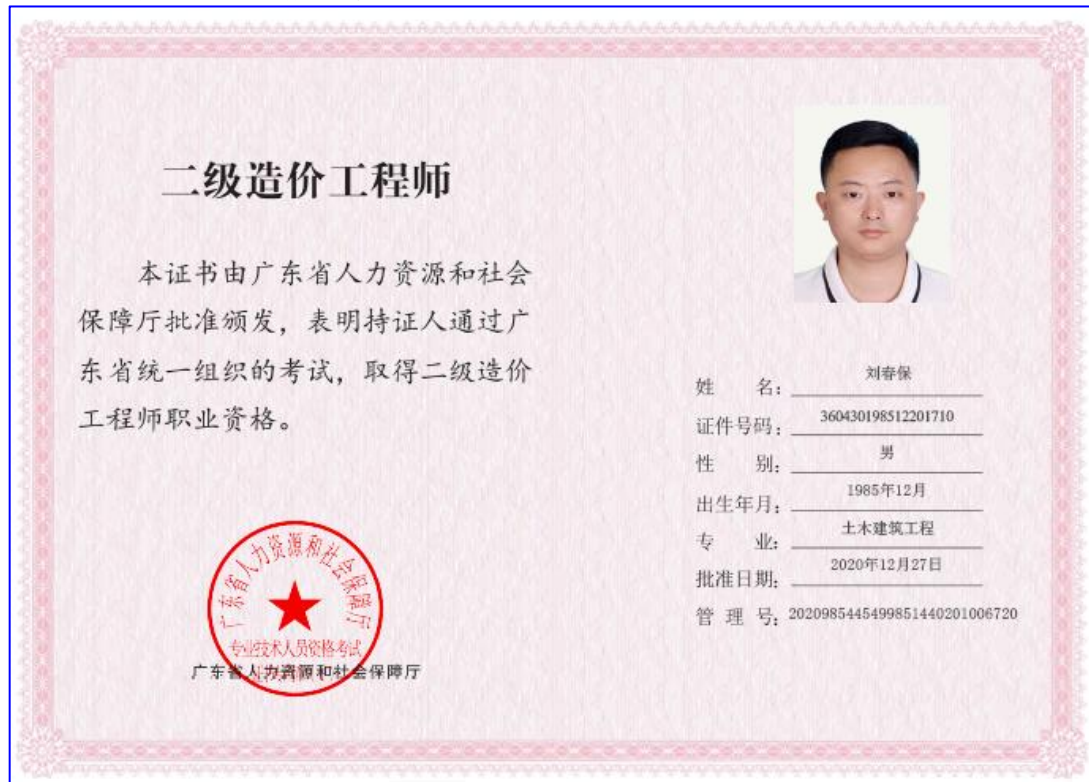 二级造价工程师
本证书由广东省人力资源和社会
保障厅批准颁发，表明持证人通过广
东省统一组织的考试，取得二级造价
工程师职业资格。
广东省人力资源和社会保障厅
专业技术人员资格考试
广东省人力资源和社会保障厅
姓 名：刘春保
证件号码：360430198512201710
性 别：男
出生年月：1985年12月
专 业：土木建筑工程
批准日期：2020年12月27日
管 理 号：20209854454999851440201006720